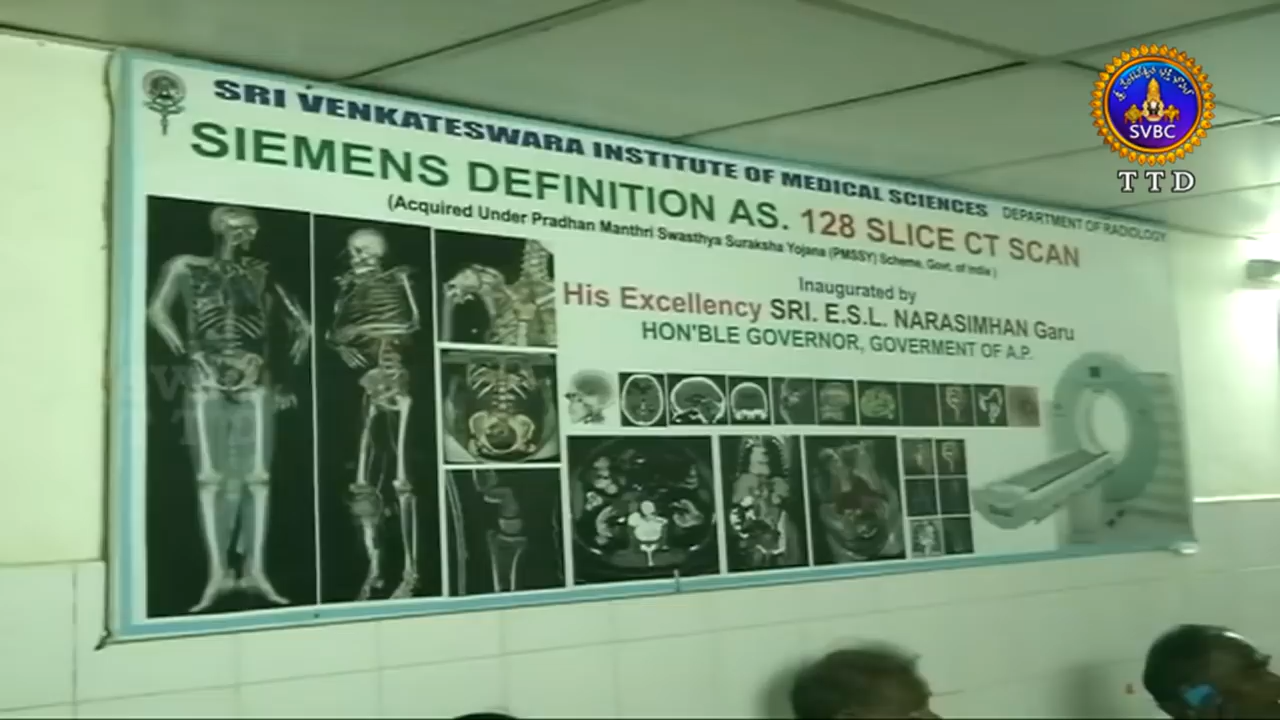 SRI VENKATESWARA INSTITUTE OF MEDICAL SCIENCES
DEPARTMENT OF RADIOLOGY
SIEMENS DEFINITION AS. 128 SLICE CT SCAN
(Acquired Under Pradhan Manthri Swasthya Suraksha Yojana (PMSSY) Scheme, Govt. of India )
Inaugurated by
His Excellency SRI. E.S.L. NARASIMHAN Garu
HON'BLE GOVERNOR, GOVERMENT OF A.P.
SVBC
TTD